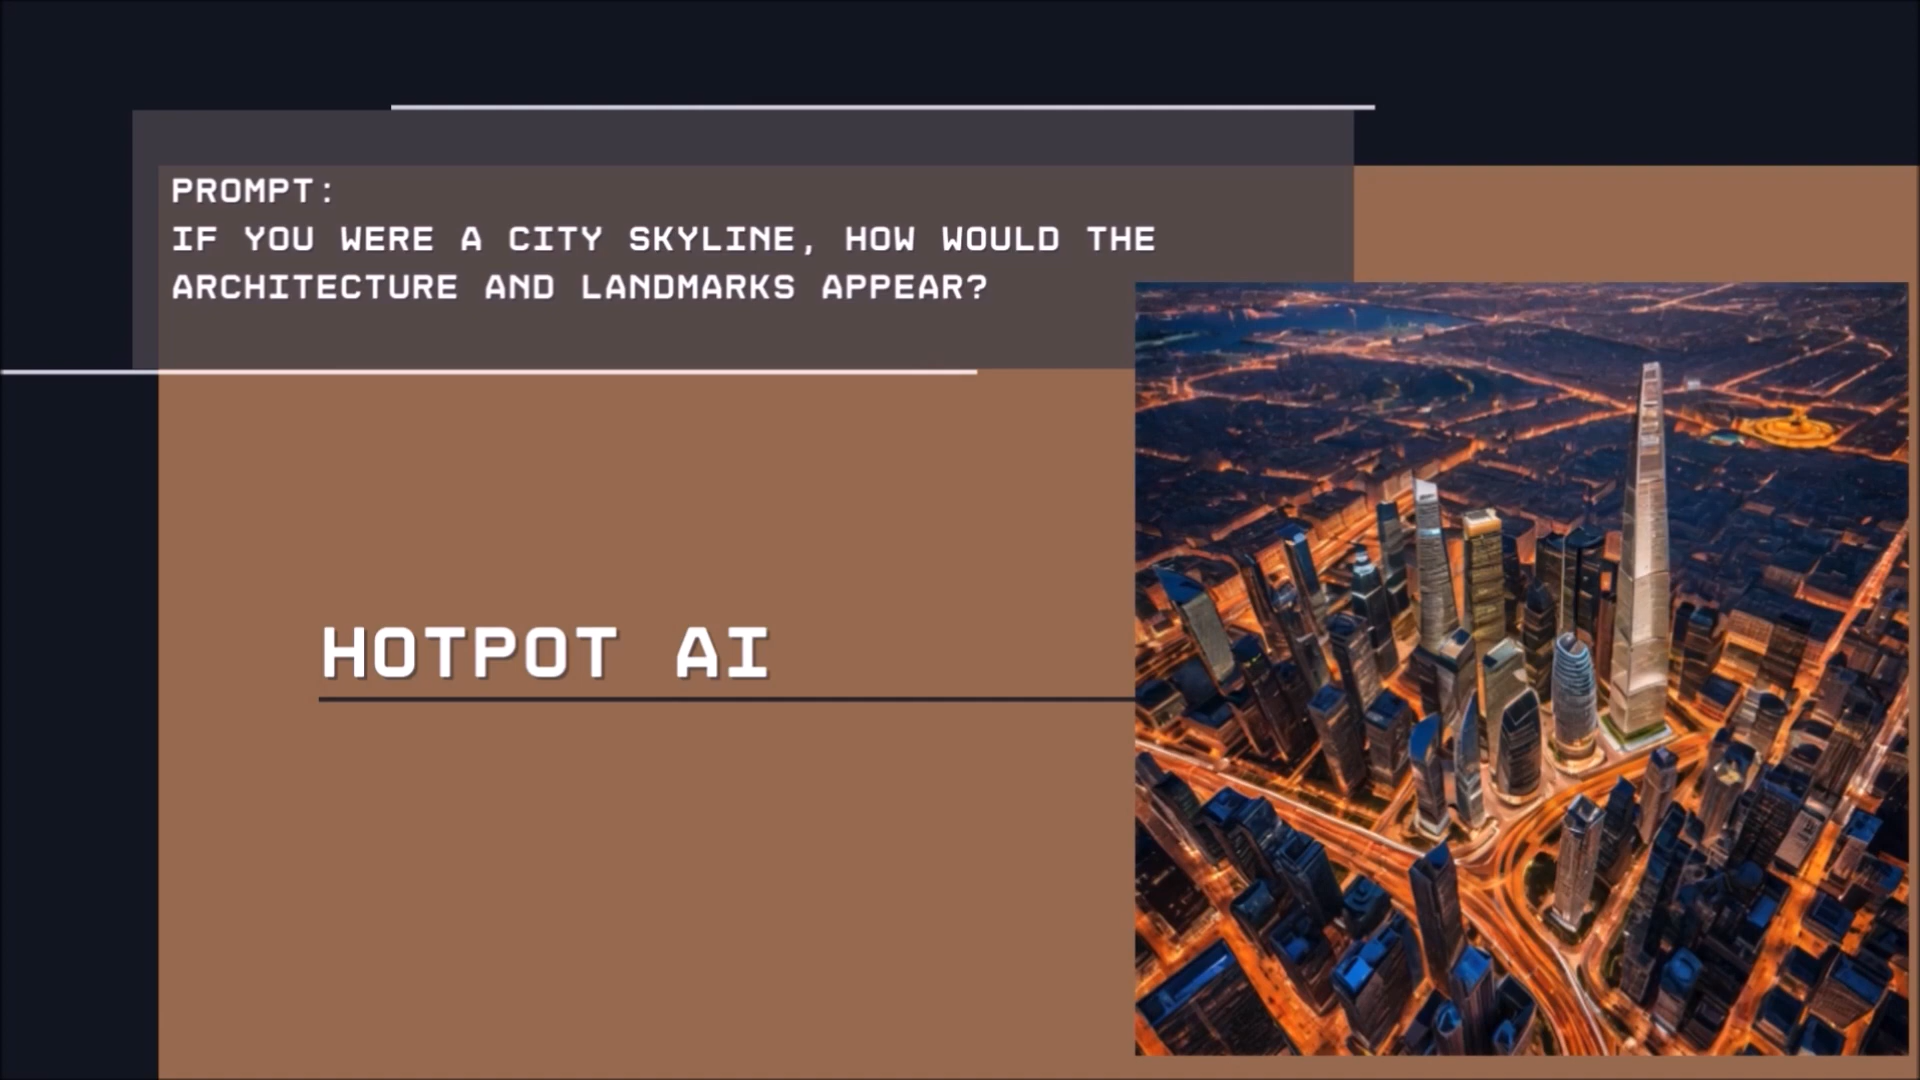 PROMPT:
IF YOU WERE A CITY SKYLINE, HOW WOULD THE
ARCHITECTURE AND LANDMARKS APPEAR?
HOTPOT AI